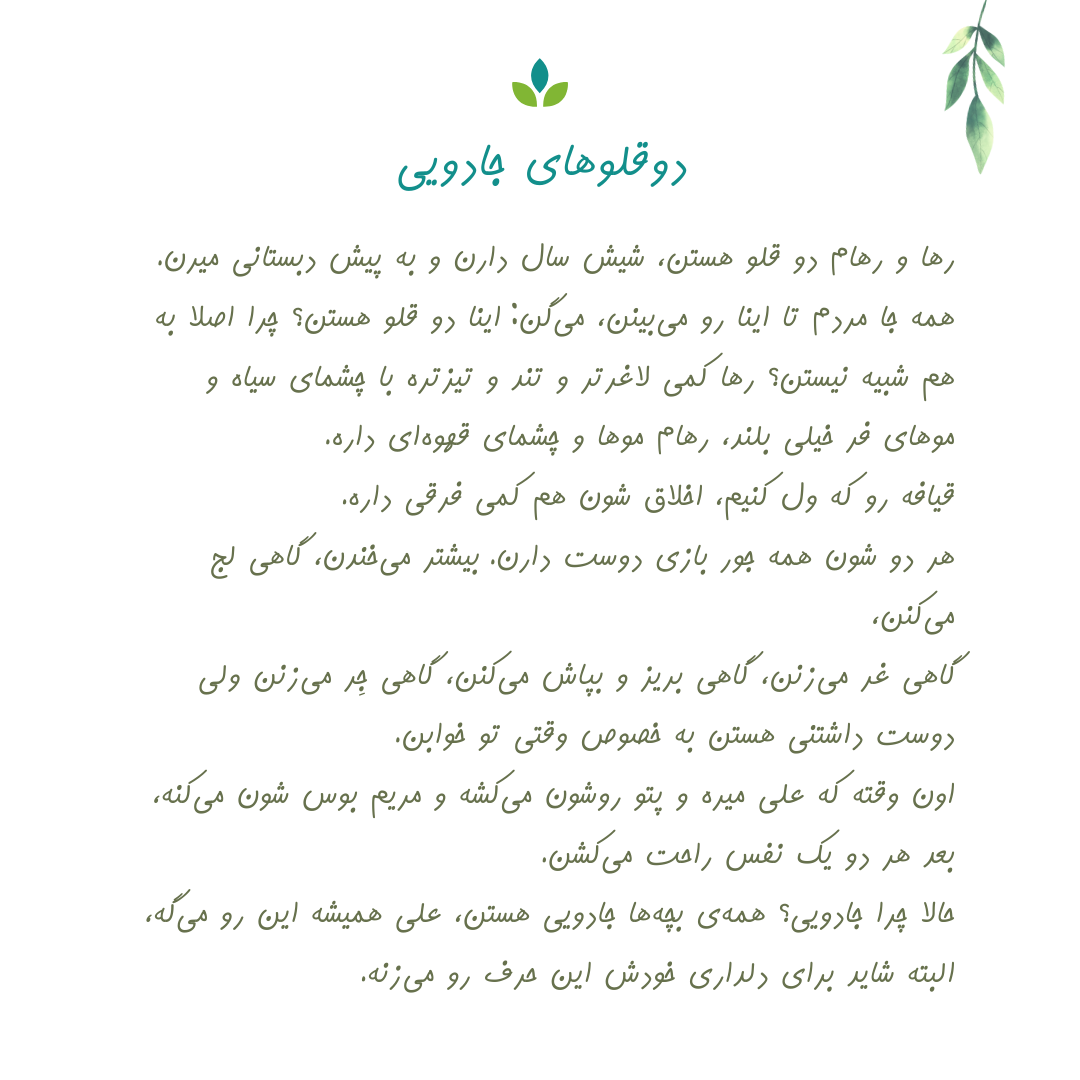 دوقلوهای جادویی
رها و رهام دو قلو هستن، شیش سال دارن و به پیش دبستانی میرن.
همه جا مردم تا اینا رو می‌بینن، می‌گن: اینا دو قلو هستن؟ چرا اصلا به
هم شبیه نیستن؟ رها کمی لاغرتر و تند و تیزتره با چشمای سیاه و
موهای فر خیلی بلند، رهام موها و چشمای قهوه‌ای داره.
قیافه رو که ول کنیم، اخلاق شون هم کمی فرقی داره.
هر دو شون همه جور بازی دوست دارن. بیشتر می‌خندن، گاهی لج
می‌کنن،
گاهی غر می‌زنن، گاهی بریز و بپاش می‌کنن، گاهی جِر می‌زنن ولی
دوست داشتنی هستن به خصوص وقتی تو خوابن.
اون وقته که علی میره و پتو روشون می‌کشه و مریم بوس شون می‌کنه،
بعد هر دو یک نفس راحت می‌کشن.
حالا چرا جادویی؟ همه‌ی بچه‌ها جادویی هستن، علی همیشه این رو می‌گه،
البته شاید برای دلداری خودش این حرف رو می‌زنه.